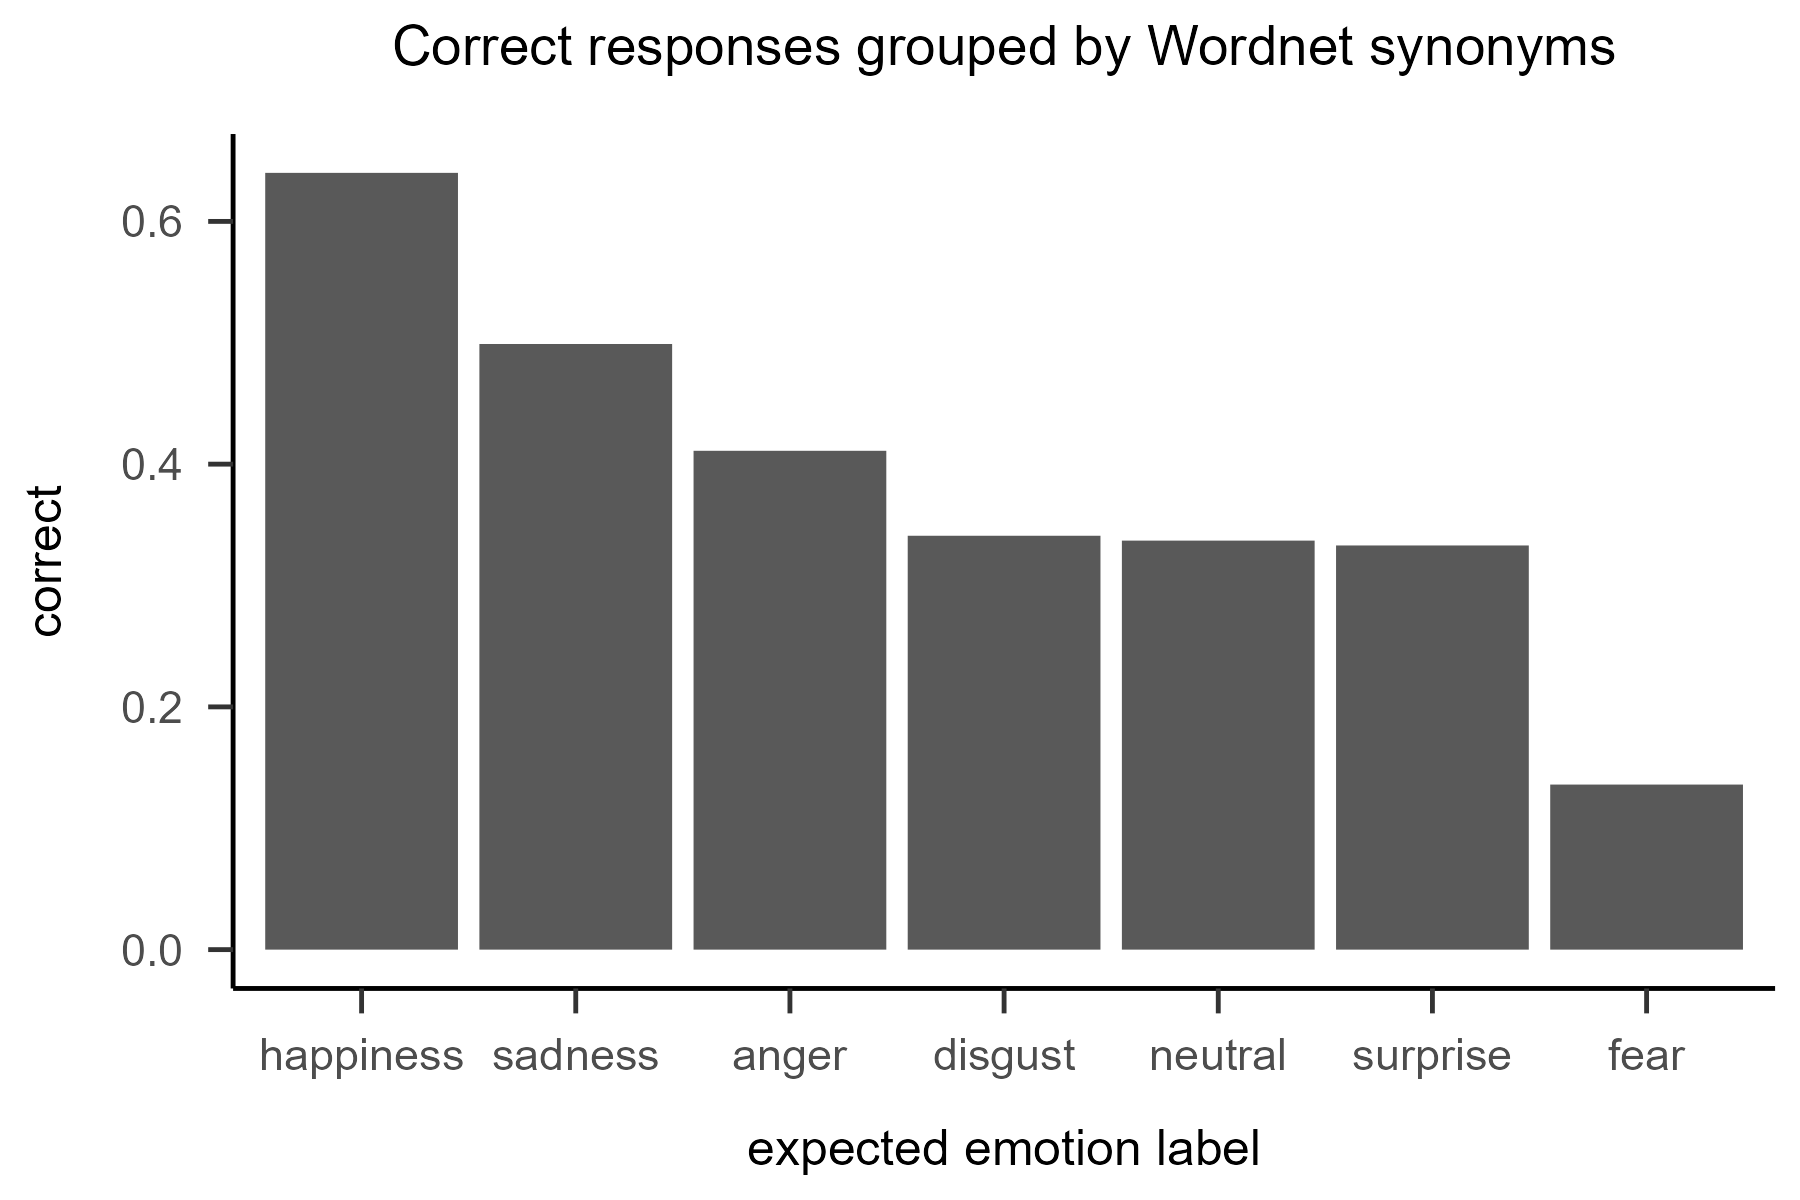 Correct responses grouped by Wordnet synonyms
0.6
0.4
0.2
0.0
correct
happiness sadness anger disgust neutral surprise fear
expected emotion label